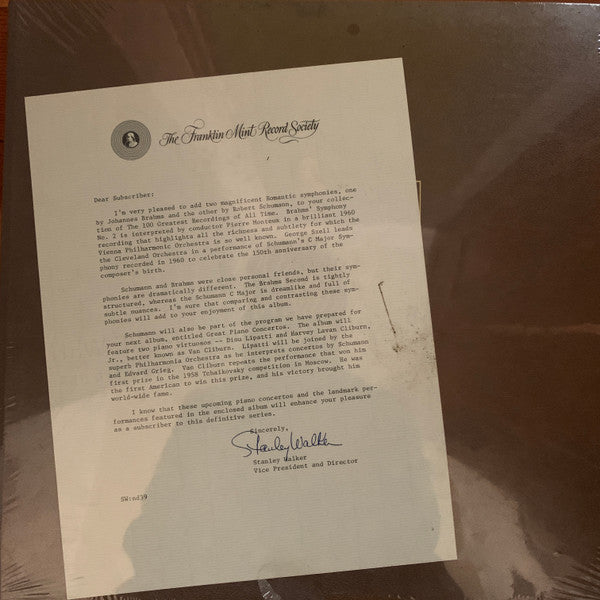 The Franklin Mint Record Society
Dear Subscriber:
I'm very pleased to add two magnificent Romantic symphonies, one
by Johannes Brahms and the other by Robert Schumann, to your collec-
tion of The 100 Greatest Recordings of All Time. Brahms' Symphony
No. 2 is interpreted by conductor Pierre Monteux in a brilliant 1960
recording that highlights all the richness and subtlety for which the
Vienna Philharmonic Orchestra is so well known. George Szell leads
the Cleveland Orchestra in a performance of Schumann's C Major Sym-
phony recorded in 1960 to celebrate the 150th anniversary of the
composer's birth.
Schumann and Brahms were close personal friends, but their sym-
phonies are dramatically different. The Brahms Second is tightly
structured, whereas the Schumann C Major is dreamlike and full of
subtle nuances. I'm sure that comparing and contrasting these sym-
phonies will add to your enjoyment of this album.
Schumann will also be part of the program we have prepared for
your next album, entitled Great Piano Concertos. The album will
feature two piano virtuosos -- Dinu Lipatti and Harvey Lavan Cliburn,
Jr., better known as Van Cliburn. Lipatti will be joined by the
superb Philharmonia Orchestra as he interprets concertos by Schumann
and Edvard Grieg. Van Cliburn repeats the performance that won him
first prize in the 1958 Tchaikovsky competition in Moscow. He was
the first American to win this prize, and his victory brought him
world-wide fame.
I know that these upcoming piano concertos and the landmark per-
formances featured in the enclosed album will enhance your pleasure
as a subscriber to this definitive series.
Sincerely,
Stanley Walker
Stanley Walker
Vice President and Director
SW:nd39